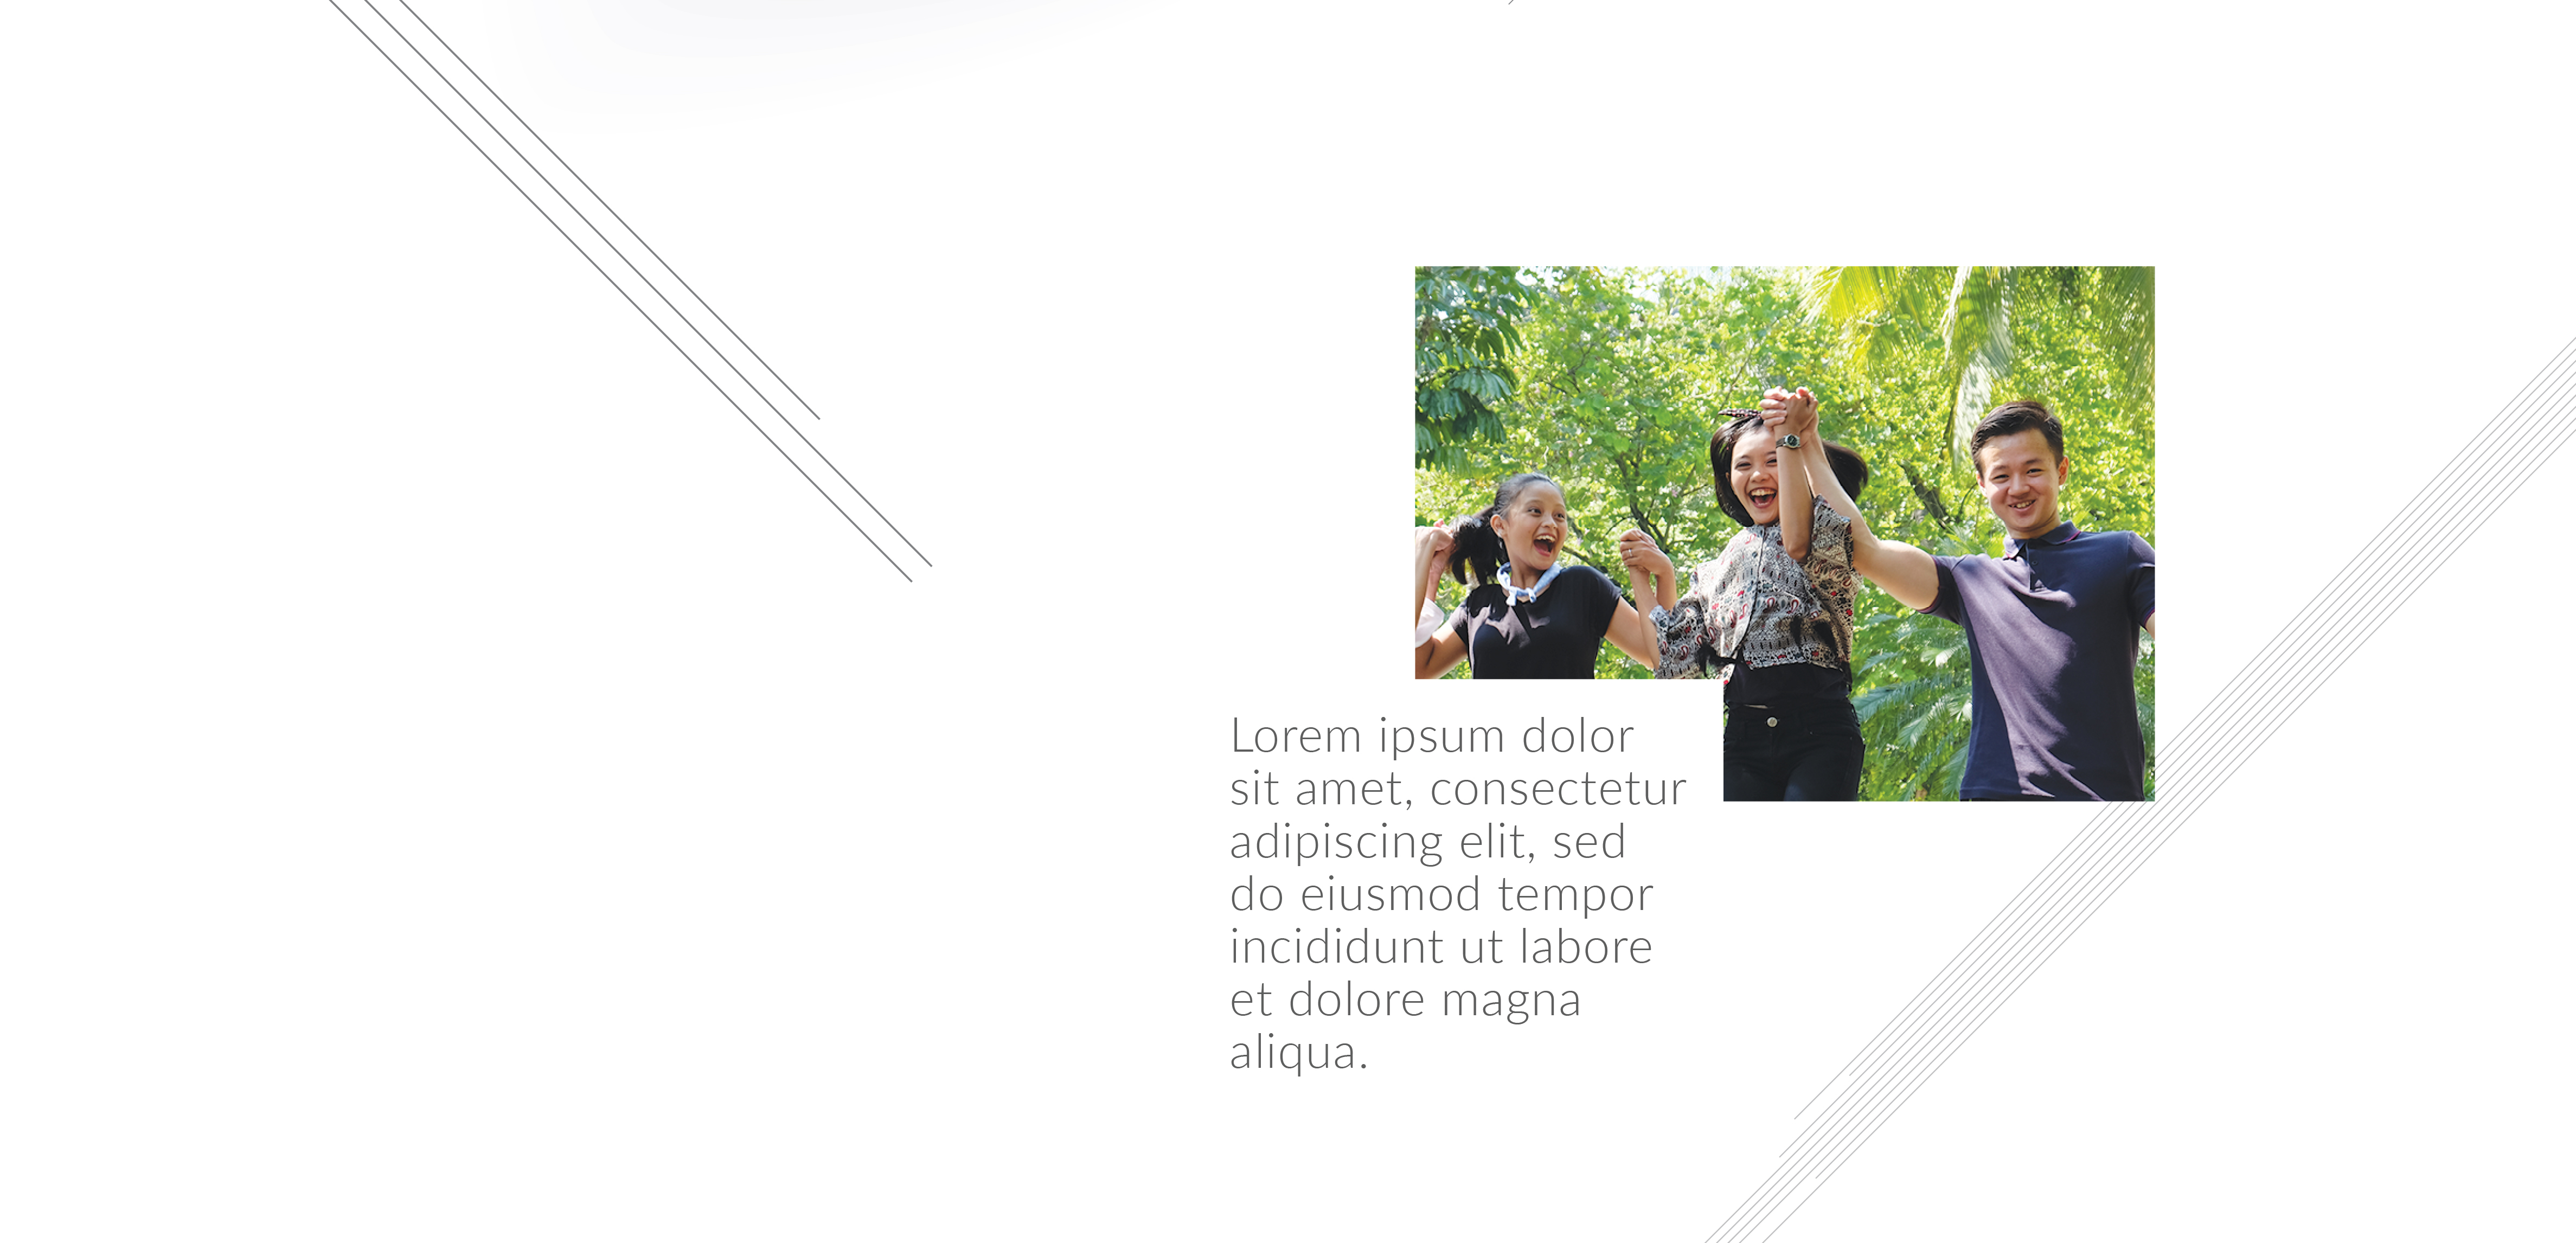 Lorem ipsum dolor
sit amet, consectetur
adipiscing elit, sed
do eiusmod tempor
incididunt ut labore
et dolore magna
aliqua.